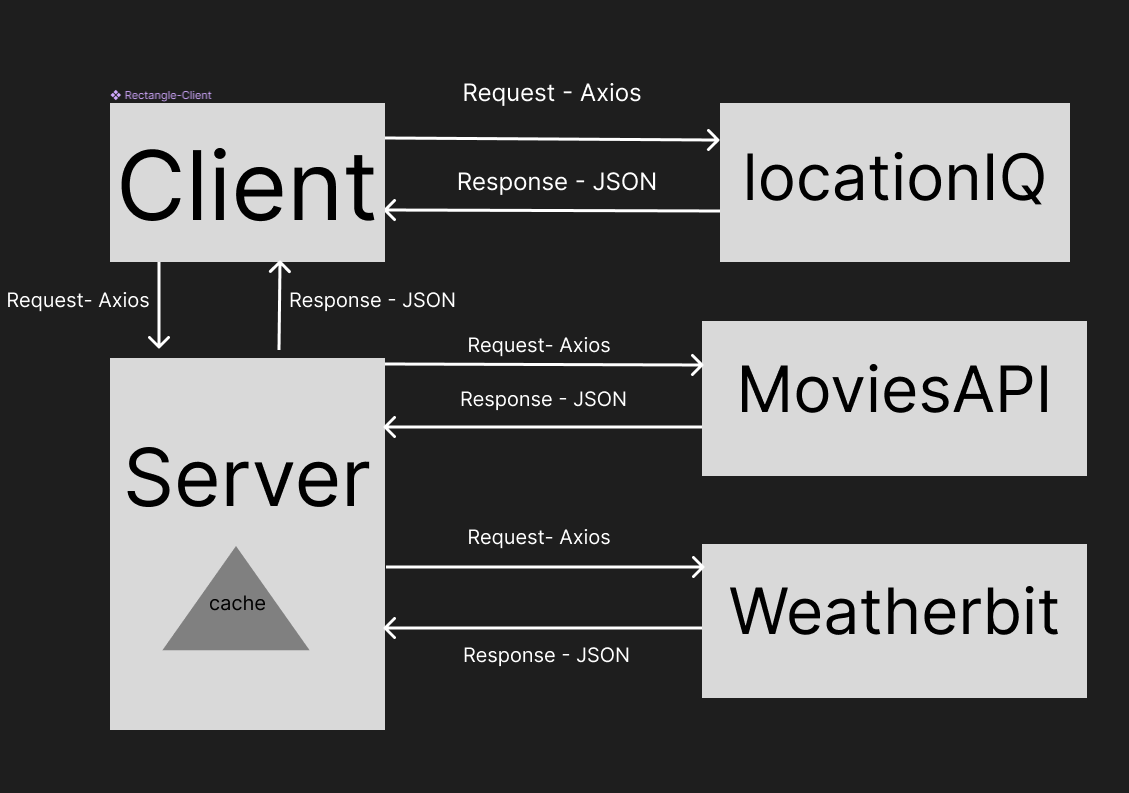 Rectangle-Client
Request - Axios
Client
locationIQ
Response - JSON
Request- Axios
Response - JSON
Request- Axios
MoviesAPI
Response - JSON
Server
Request- Axios
cache
Weatherbit
Response - JSON